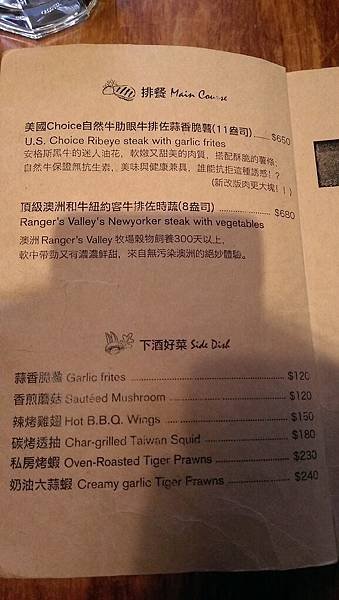 排餐 Main Course
美國Choice自然牛肋眼牛排佐蒜香脆薯(11盎司) ..... $650
U.S. Choice Ribeye steak with garlic frites
安格斯黑牛的迷人油花，軟嫩又甜美的肉質，搭配酥脆的薯條，
自然牛保證無抗生素，美味與健康兼具，誰能抗拒這種誘惑！？
(新改版肉更大塊！！)
頂級澳洲和牛紐約客牛排佐時蔬(8盎司) ..... $680
Ranger's Valley's Newyorker steak with vegetables
澳洲 Ranger's Valley 牧場穀物飼養300天以上，
軟中帶勁又有濃濃鮮甜，來自無污染澳洲的絕妙體驗。
下酒好菜 Side Dish
蒜香脆薯 Garlic frites ..... $120
香煎蘑菇 Sautéed Mushroom ..... $120
辣烤雞翅 Hot B.B.Q. Wings ..... $150
碳烤透抽 Char-grilled Taiwan Squid ..... $180
私房烤蝦 Oven-Roasted Tiger Prawns ..... $230
奶油大蒜蝦 Creamy garlic Tiger Prawns ..... $240